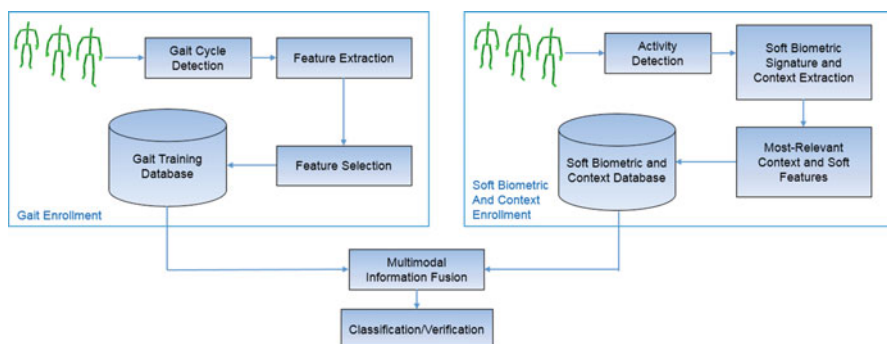 Gait Cycle
Detection
Feature Extraction
Gait Training
Database
Feature Selection
Gait Enrollment
Activity
Detection
Soft Biometric
Signature and
Context Extraction
Soft Biometric and
Context Database
Most-Relevant
Context and Soft
Features
Soft Biometric
And Context
Enrollment
Multimodal
Information Fusion
Classification/Verification